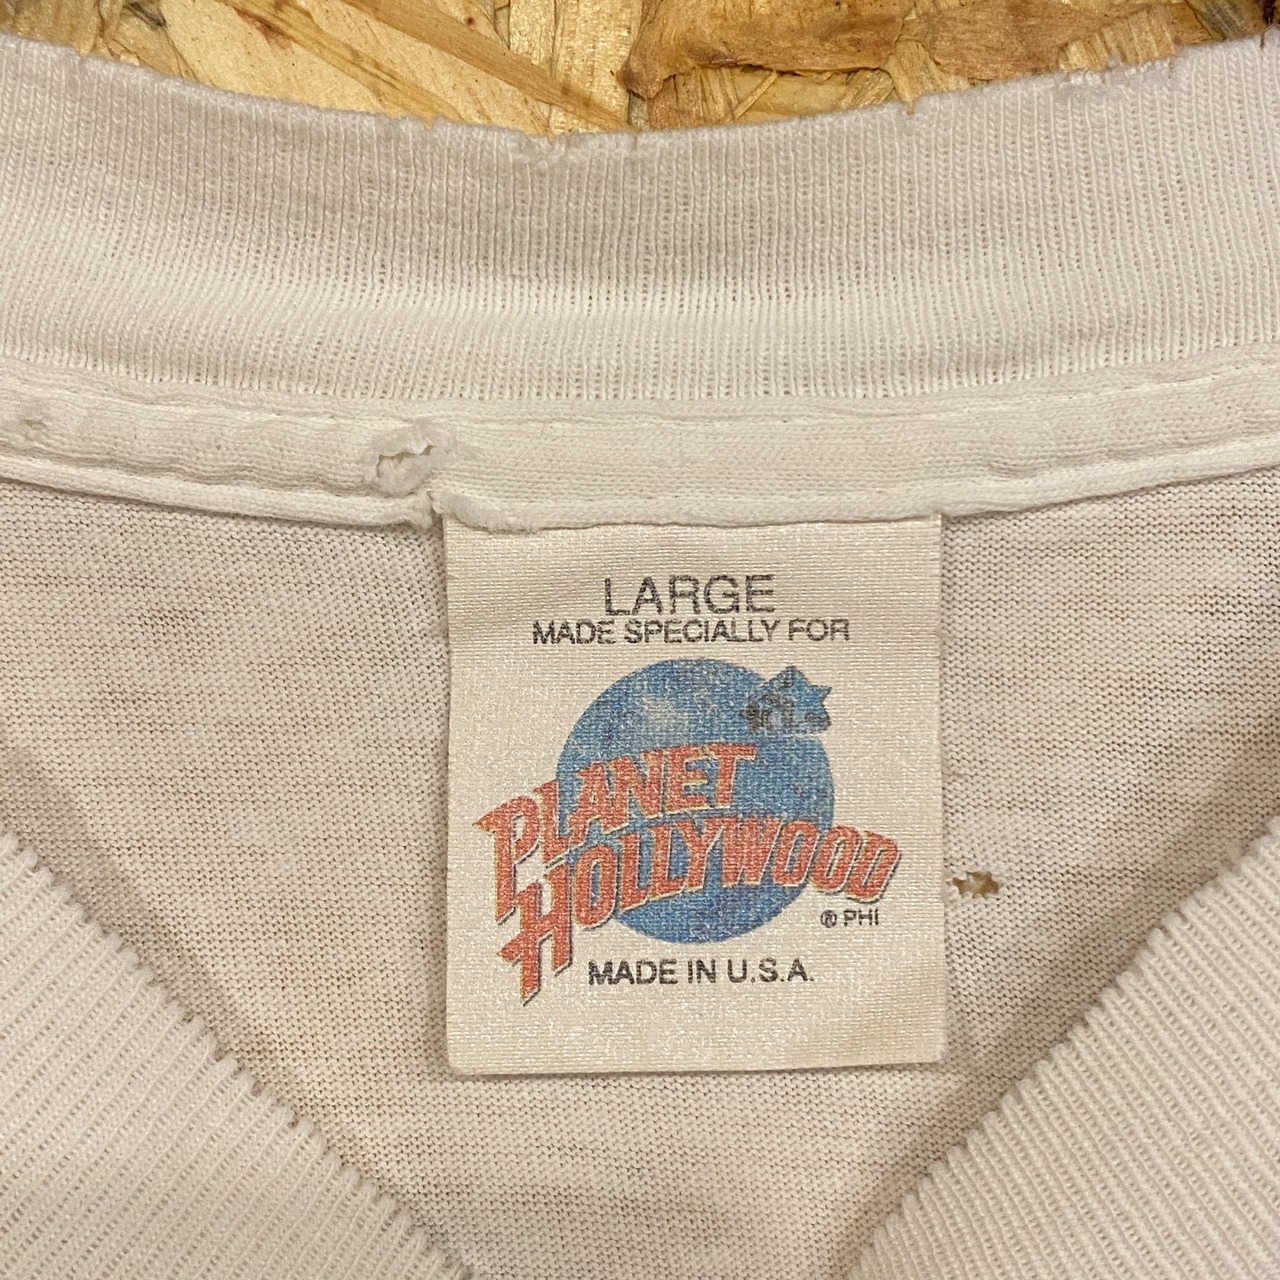 LARGE
MADE SPECIALLY FOR
PLANET
HOLLYWOOD
® PHI
MADE IN U.S.A.